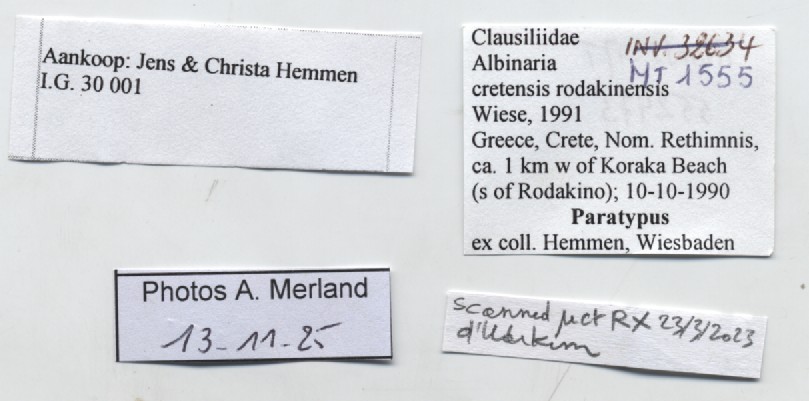 Aankoop: Jens & Christa Hemmen
I.G. 30 001
Clausiliidae
INV. 32634
Albinaria
MT 1555
cretensis rodakinensis
Wiese, 1991
Greece, Crete, Nom. Rethimnis,
ca. 1 km w of Koraka Beach
(s of Rodakino); 10-10-1990
Paratypus
ex coll. Hemmen, Wiesbaden
Photos A. Merland
13-11-25
scanned µct RX 23/3/2023